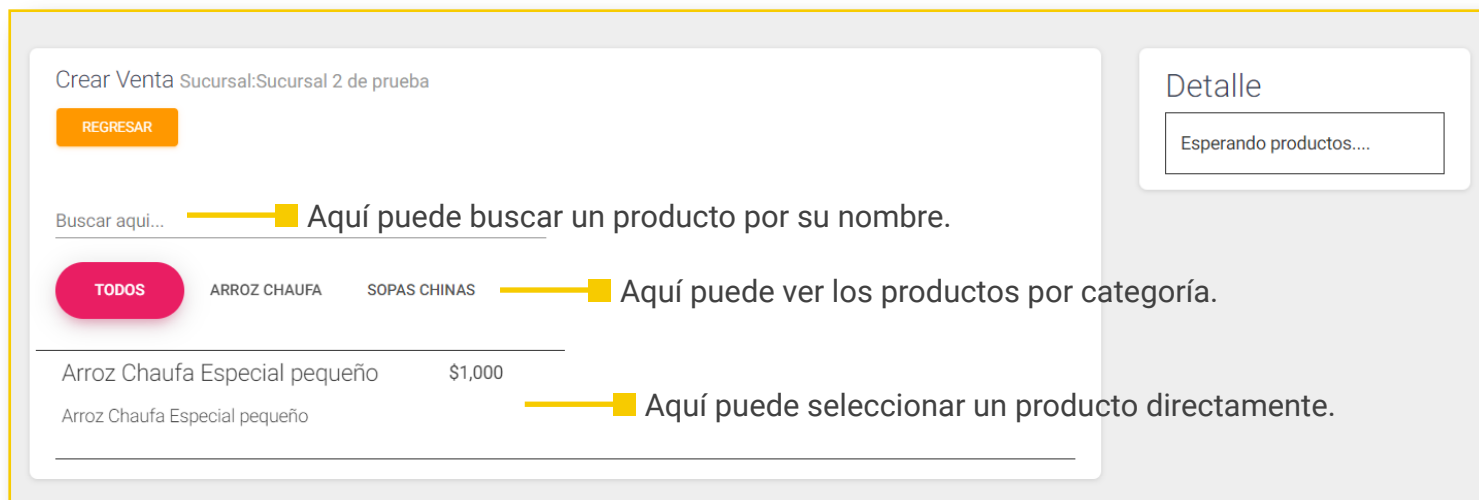 Crear Venta Sucursal:Sucursal 2 de prueba
REGRESAR
Buscar aqui...
Aquí puede buscar un producto por su nombre.
TODOS ARROZ CHAUFA SOPAS CHINAS
Aquí puede ver los productos por categoría.
Arroz Chaufa Especial pequeño $1,000
Arroz Chaufa Especial pequeño
Aquí puede seleccionar un producto directamente.
Detalle
Esperando productos....